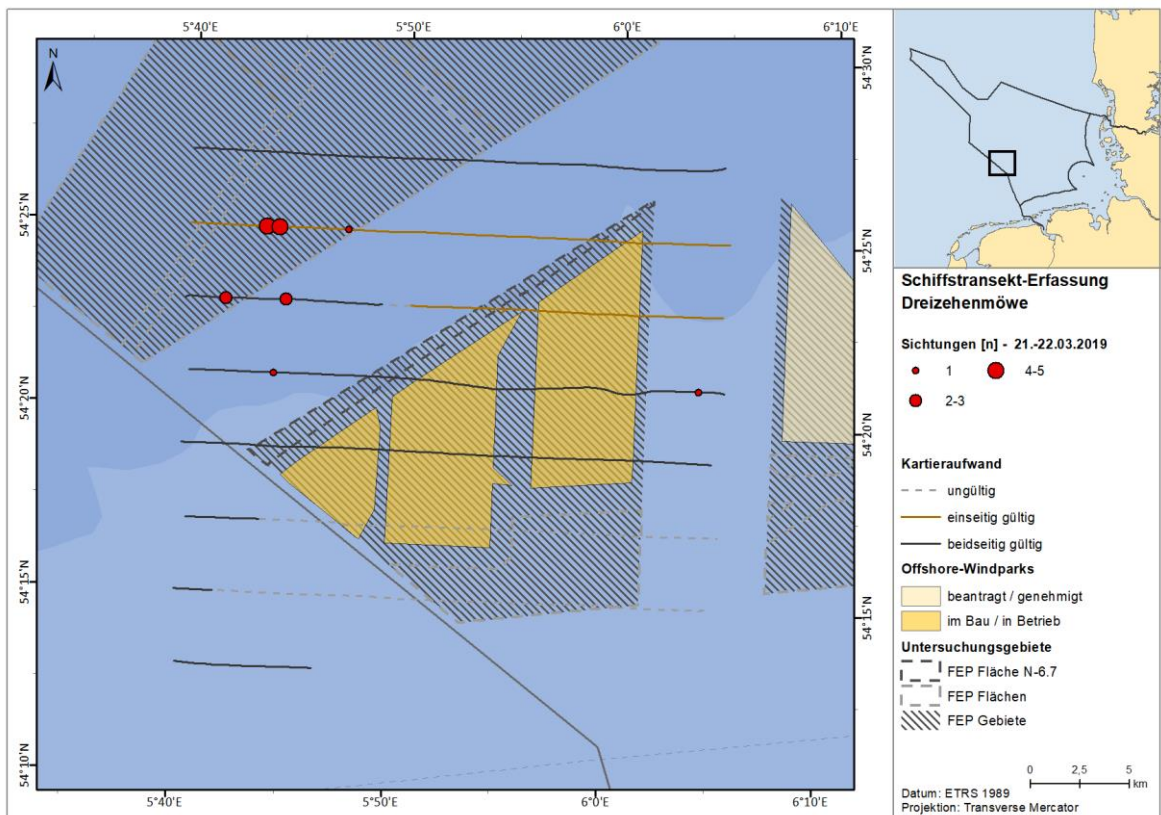 5°40'E
5°50'E
6°0'E
6°10'E
N
54°30'N
54°25'N
54°25'N
54°20'N
54°20'N
54°15'N
54°15'N
54°10'N
5°40'E
5°50'E
6°0'E
6°10'E
Schiffstransekt-Erfassung
Dreizehenmöwe
Sichtungen [n] - 21.-22.03.2019
1
4-5
2-3
Kartieraufwand
ungültig
einseitig gültig
beidseitig gültig
Offshore-Windparks
beantragt / genehmigt
im Bau / in Betrieb
Untersuchungsgebiete
FEP Fläche N-6.7
FEP Flächen
FEP Gebiete
0 2,5 5
km
Datum: ETRS 1989
Projektion: Transverse Mercator